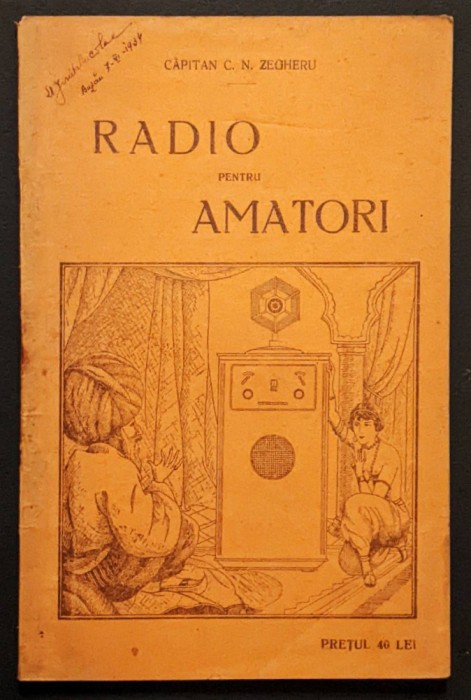 CĂPITAN C. N. ZEGHERU
RADIO
PENTRU
AMATORI
PREȚUL 40 LEI